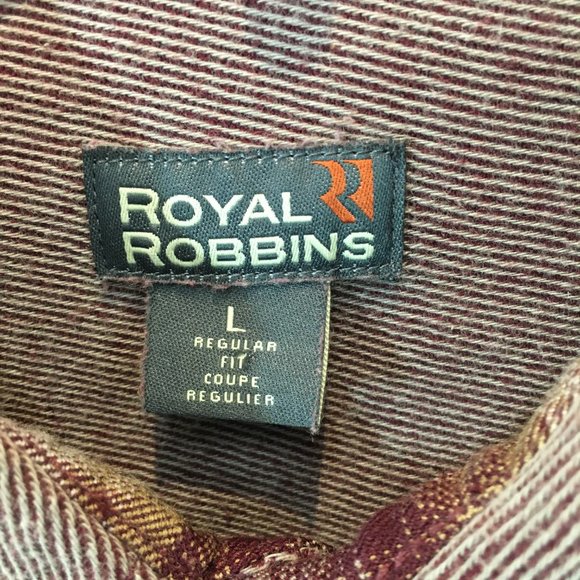 ROYAL
ROBBINS
L
REGULAR
FIT
COUPE
REGULIER